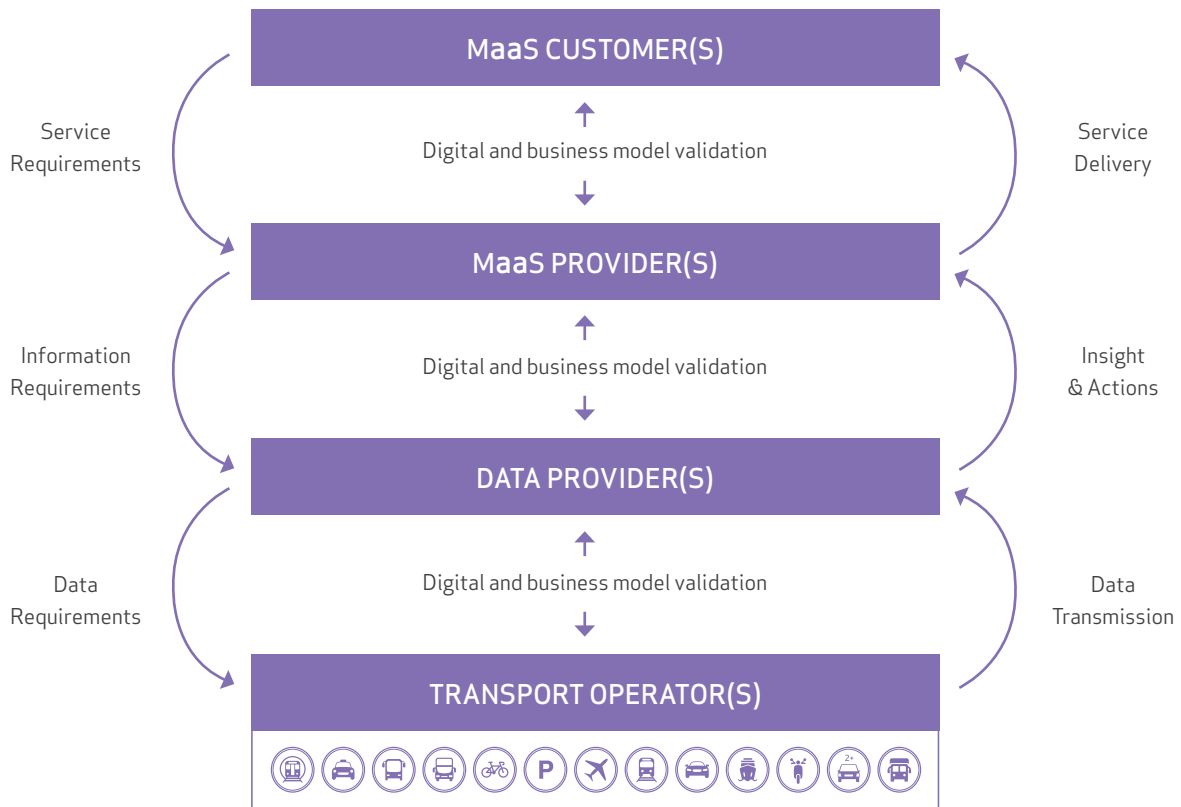 MaaS CUSTOMER(S)
Service
Requirements
Digital and business model validation
Service
Delivery
MaaS PROVIDER(S)
Information
Requirements
Digital and business model validation
Insight
& Actions
DATA PROVIDER(S)
Data
Requirements
Digital and business model validation
Data
Transmission
TRANSPORT OPERATOR(S)
P
2+